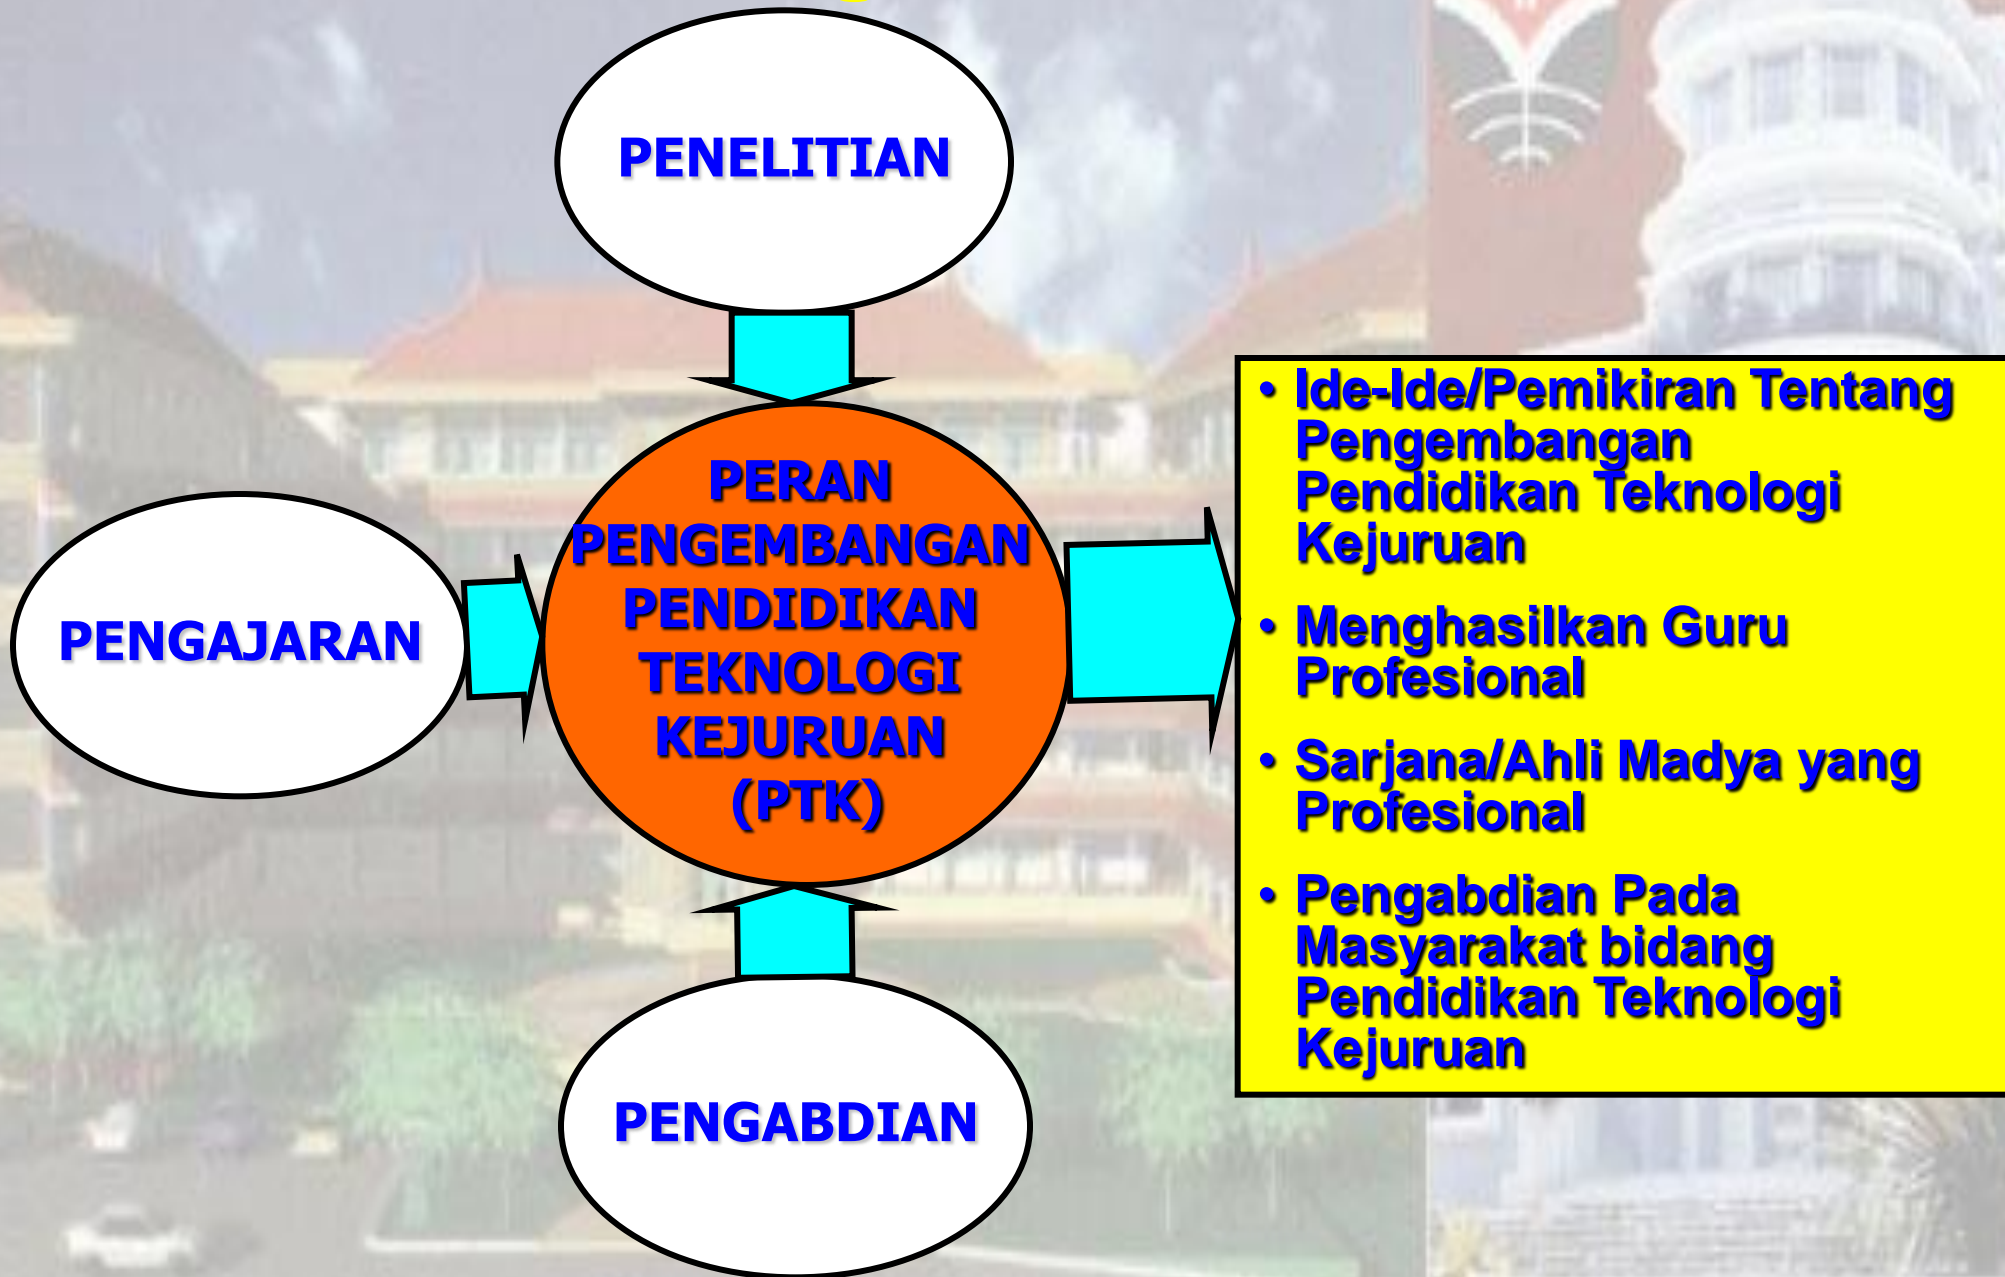 PENELITIAN
PENGAJARAN
PERAN
PENGEMBANGAN
PENDIDIKAN
TEKNOLOGI
KEJURUAN
(PTK)
PENGABDIAN
• Ide-Ide/Pemikiran Tentang
Pengembangan
Pendidikan Teknologi
Kejuruan
• Menghasilkan Guru
Profesional
• Sarjana/Ahli Madya yang
Profesional
• Pengabdian Pada
Masyarakat bidang
Pendidikan Teknologi
Kejuruan